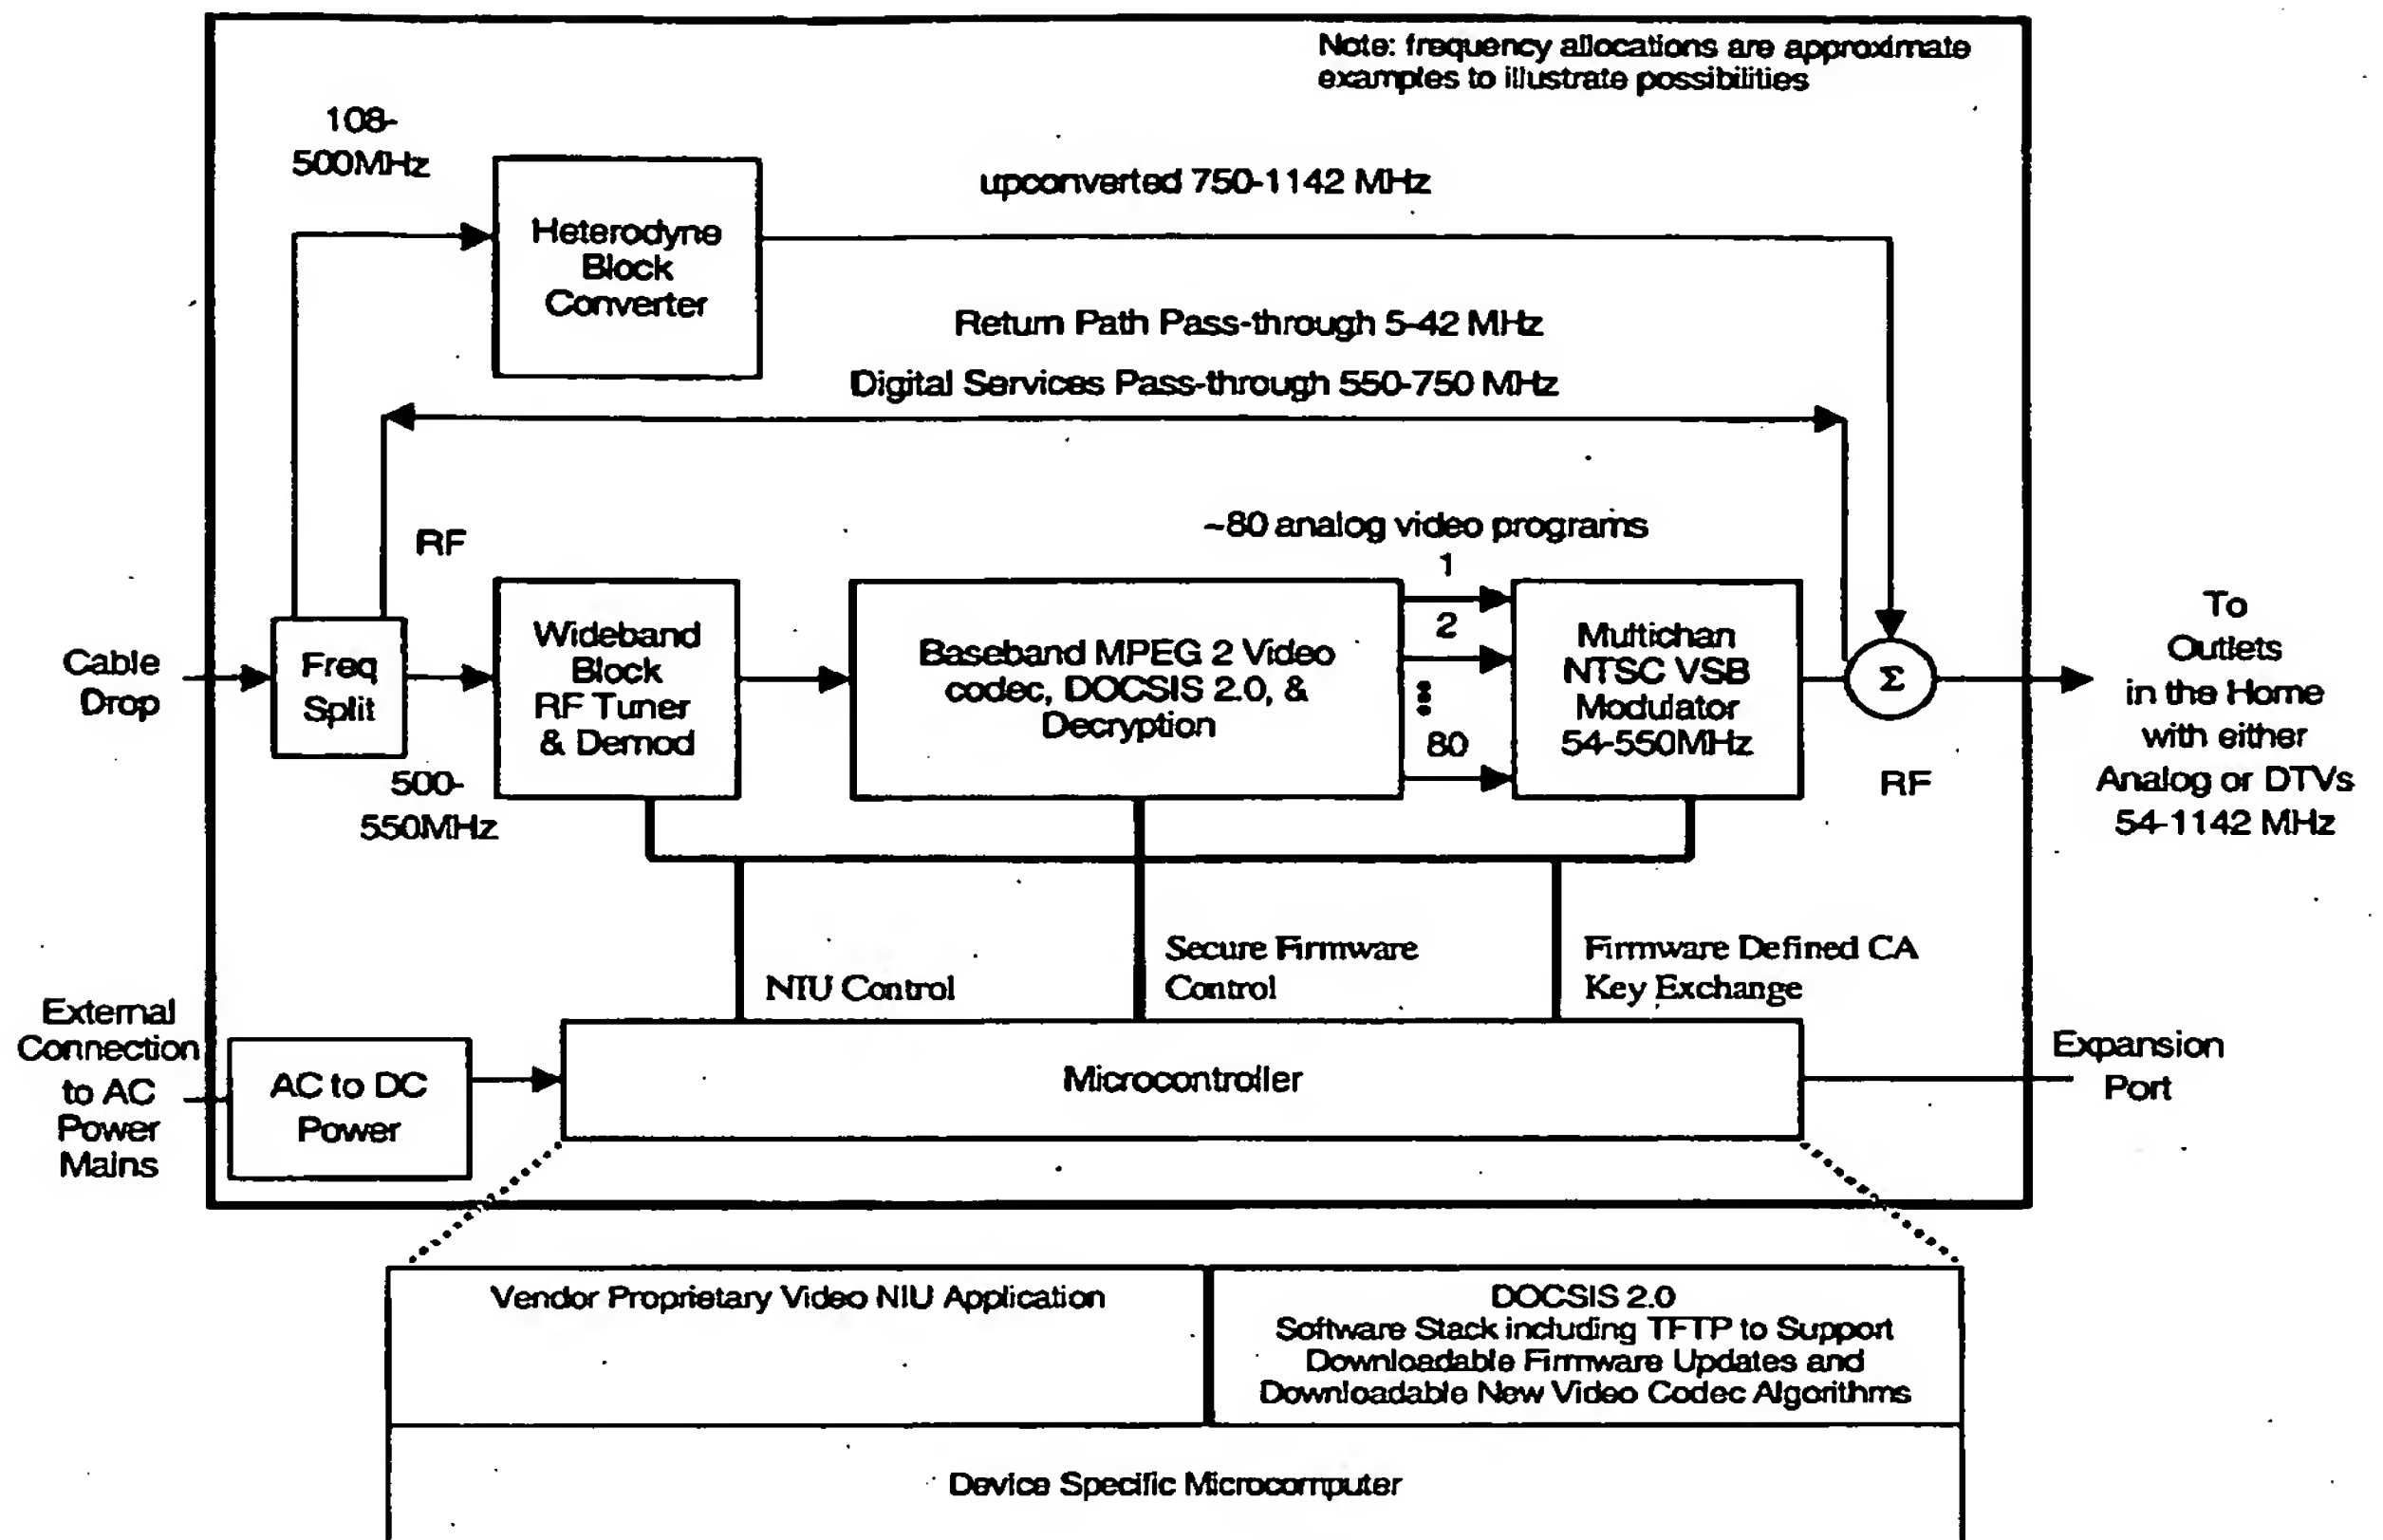 Note: frequency allocations are approximate
examples to illustrate possibilities
108-
500MHz
upconverted 750-1142 MHz
Heterodyne
Block
Converter
Return Path Pass-through 5-42 MHz
Digital Services Pass-through 550-750 MHz
~80 analog video programs
RF
1
2
80
Cable
Drop
Freq
Split
Wideband
Block
RF Tuner
& Demod
Baseband MPEG 2 Video
codec, DOCSIS 2.0, &
Decryption
Multichan
NTSC VSB
Modulator
54-550MHz
Σ
To
Outlets
in the Home
with either
Analog or DTVs
54-1142 MHz
500-
550MHz
RF
NIU Control
Secure Firmware
Control
Firmware Defined CA
Key Exchange
External
Connection
to AC
Power
Mains
AC to DC
Power
Microcontroller
Expansion
Port
Vendor Proprietary Video NIU Application
DOCSIS 2.0
Software Stack including TFTP to Support
Downloadable Firmware Updates and
Downloadable New Video Codec Algorithms
Device Specific Microcomputer